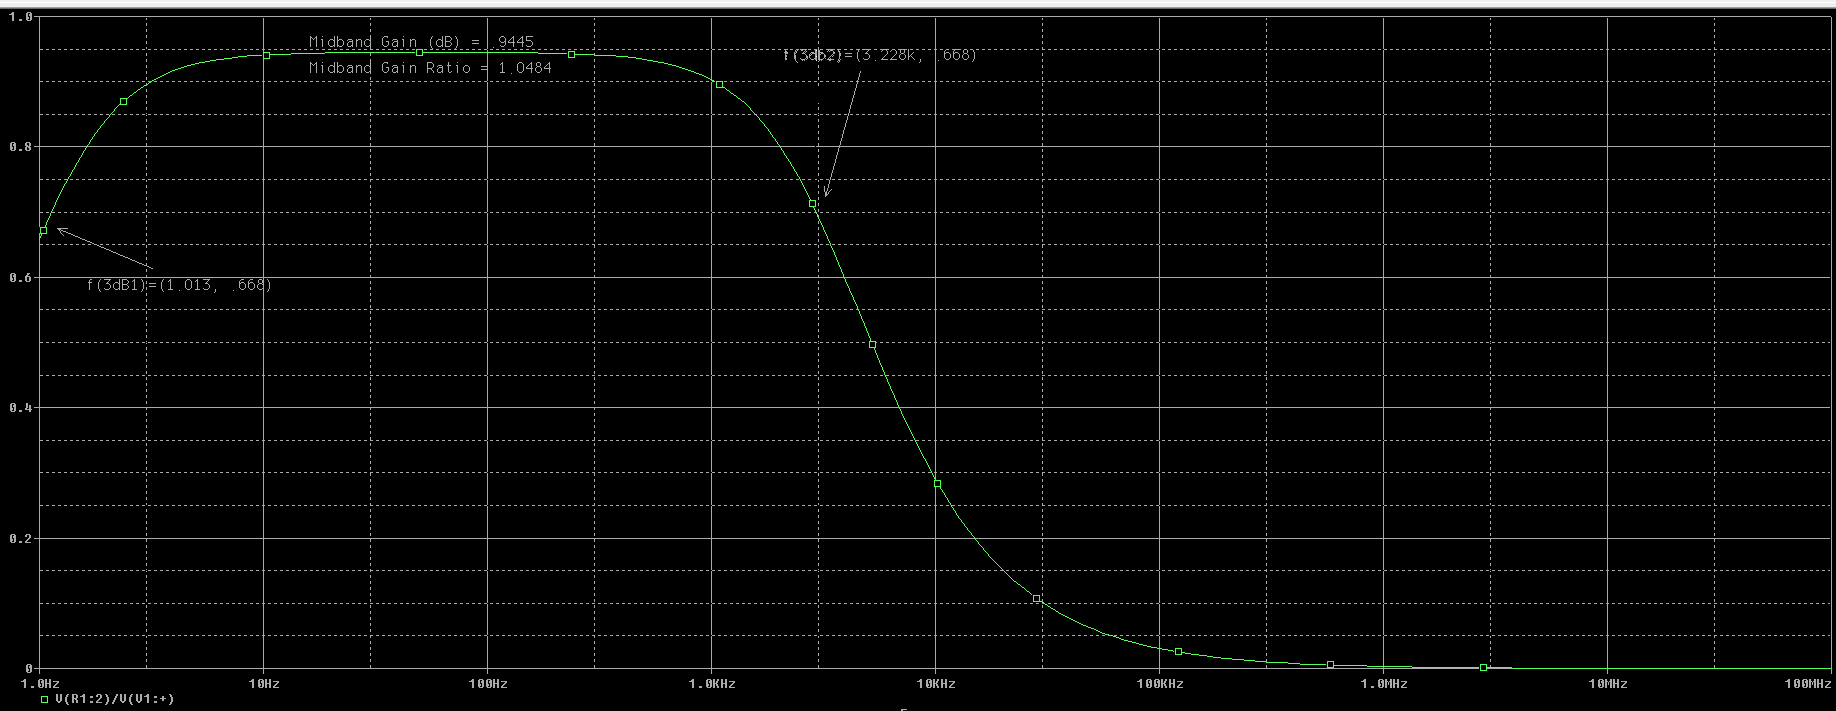 1.0
Midband Gain (dB) = .9445
Midband Gain Ratio = 1.0484
f(3db2)=(3.228k, .668)
0.8
0.6
f(3dB1)=(1.013, .668)
0.4
0.2
0
1.0Hz 10Hz 100Hz 1.0KHz 10KHz 100KHz 1.0MHz 10MHz 100MHz
V(R1:2)/V(V1:+)